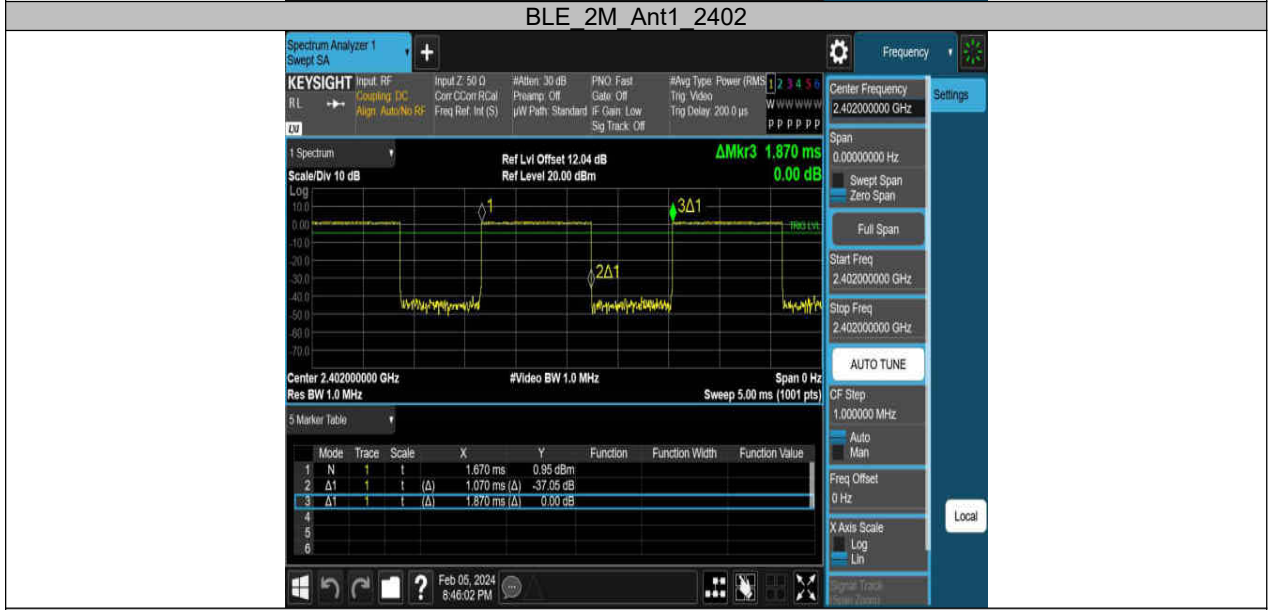 BLE_2M_Ant1_2402
Spectrum Analyzer 1
Swept SA
+
Frequency
KEYSIGHT
RL
Input: RF
Coupling: DC
Align: Auto/No RF
Input Z: 50 Ω
Corr CCorr RCal
Freq Ref: Int (S)
#Atten: 30 dB
Preamp: Off
µW Path: Standard
PNO: Fast
Gate: Off
IF Gain: Low
Sig Track: Off
#Avg Type: Power (RMS
Trig: Video
Trig Delay: 200.0 µs
1 2 3 4 5 6
W W W W W W
P P P P P P
Center Frequency
2.402000000 GHz
Settings
Span
0.00000000 Hz
Swept Span
Zero Span
Full Span
Start Freq
2.402000000 GHz
Stop Freq
2.402000000 GHz
AUTO TUNE
CF Step
1.000000 MHz
Auto
Man
Freq Offset
0 Hz
X Axis Scale
Log
Lin
Signal Track
(Span Zoom)
Local
1 Spectrum
Scale/Div 10 dB
Ref Lvl Offset 12.04 dB
Ref Level 20.00 dBm
ΔMkr3 1.870 ms
0.00 dB
Log
10.0
0.00
-10.0
-20.0
-30.0
-40.0
-50.0
-60.0
-70.0
1
2Δ1
3Δ1
TRIG LVL
Center 2.402000000 GHz
#Video BW 1.0 MHz
Span 0 Hz
Res BW 1.0 MHz
Sweep 5.00 ms (1001 pts)
5 Marker Table
Mode Trace Scale X Y Function Function Width Function Value
1 N 1 t 1.670 ms 0.95 dBm
2 Δ1 1 t (Δ) 1.070 ms (Δ) -37.05 dB
3 Δ1 1 t (Δ) 1.870 ms (Δ) 0.00 dB
4
5
6
?
Feb 05, 2024
8:46:02 PM